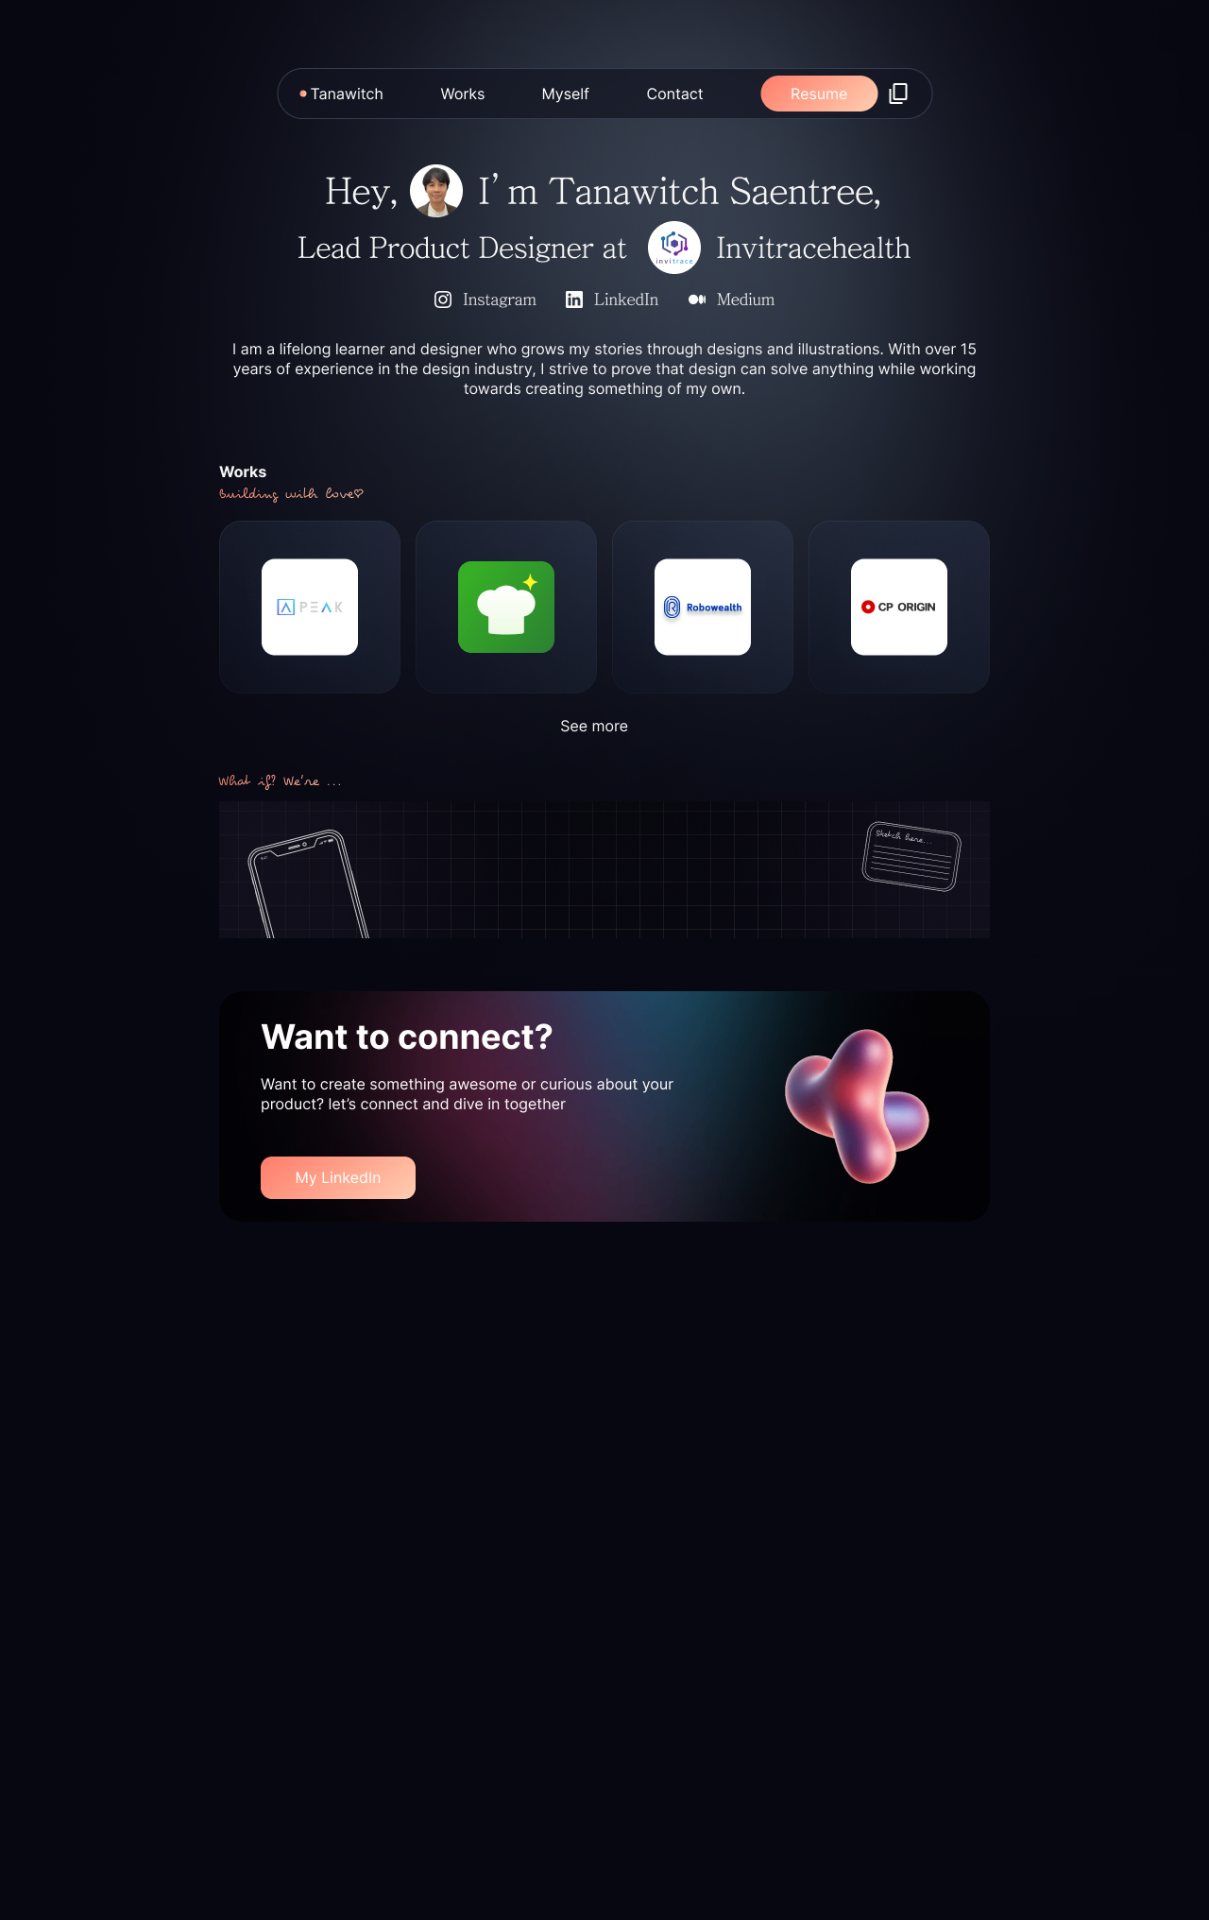 Tanawitch Works Myself Contact Resume
Hey, I'm Tanawitch Saentree,
Lead Product Designer at invitrace Invitracehealth
Instagram LinkedIn Medium
I am a lifelong learner and designer who grows my stories through designs and illustrations. With over 15
years of experience in the design industry, I strive to prove that design can solve anything while working
towards creating something of my own.
Works
Building with love♡
PEAK
Robowealth
CP ORIGIN
See more
What if? We're ...
Sketch here...
Want to connect?
Want to create something awesome or curious about your
product? let's connect and dive in together
My LinkedIn